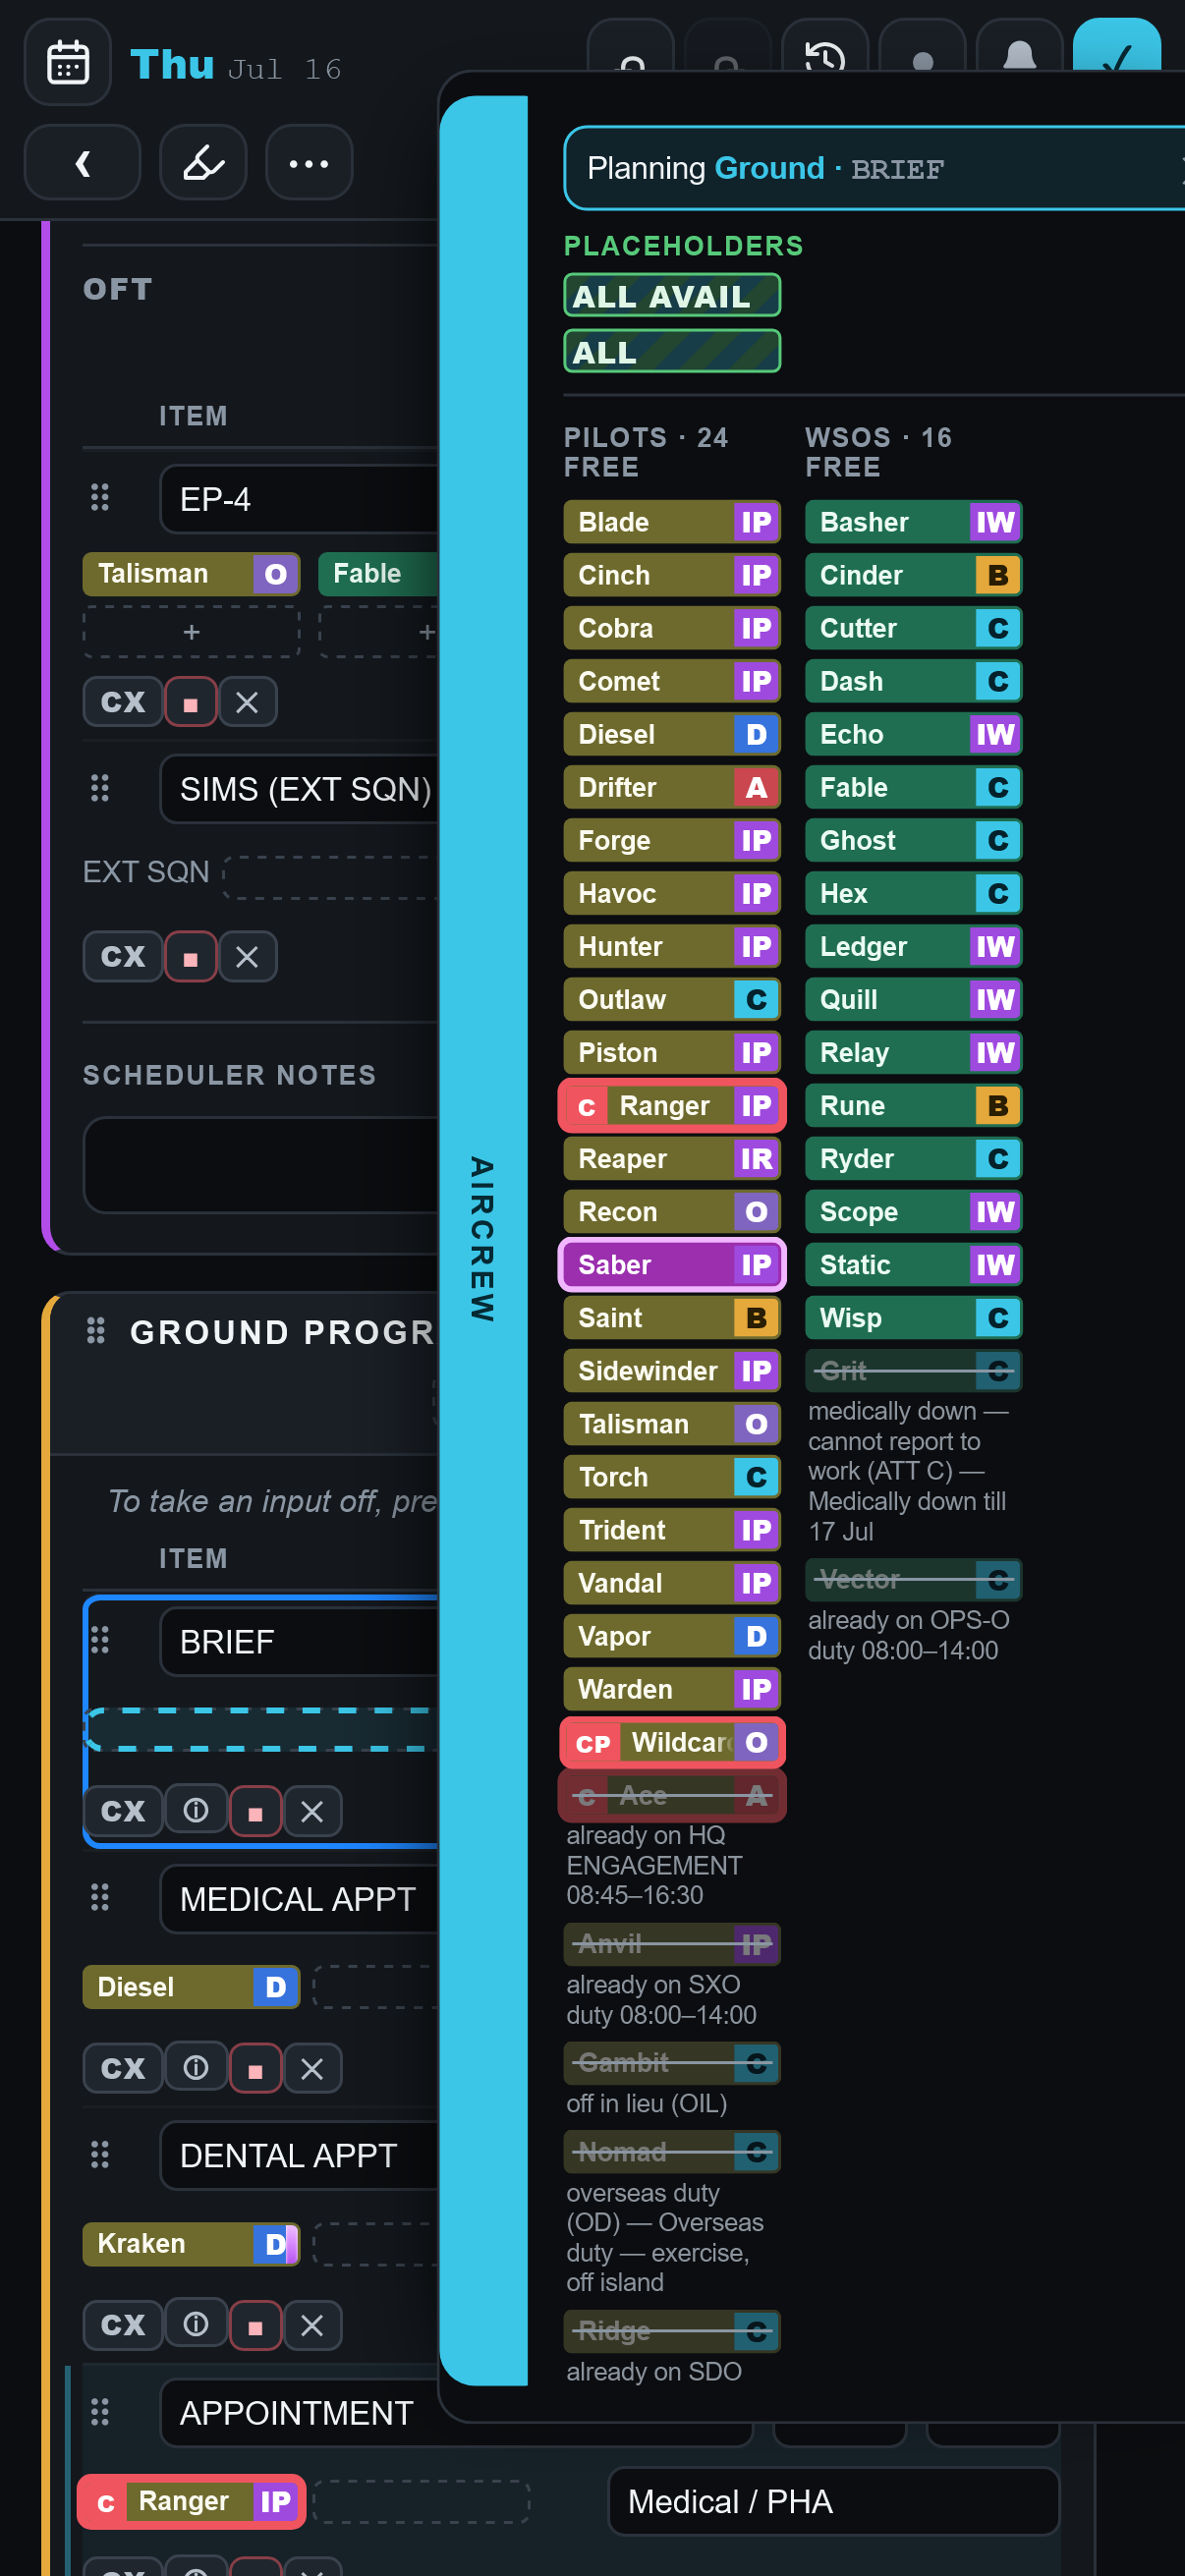 Thu Jul 16
Planning Ground · BRIEF
PLACEHOLDERS
ALL AVAIL
ALL
PILOTS · 24 FREE
WSOS · 16 FREE
Blade IP
Cinch IP
Cobra IP
Comet IP
Diesel D
Drifter A
Forge IP
Havoc IP
Hunter IP
Outlaw C
Piston IP
C Ranger IP
Reaper IR
Recon O
Saber IP
Saint B
Sidewinder IP
Talisman O
Torch C
Trident IP
Vandal IP
Vapor D
Warden IP
CP Wildcar O
C Ace A
already on HQ
ENGAGEMENT
08:45–16:30
Anvil IP
already on SXO
duty 08:00–14:00
Gambit C
off in lieu (OIL)
Nomad C
overseas duty
(OD) — Overseas
duty — exercise,
off island
Ridge C
already on SDO
Basher IW
Cinder B
Cutter C
Dash C
Echo IW
Fable C
Ghost C
Hex C
Ledger IW
Quill IW
Relay IW
Rune B
Ryder C
Scope IW
Static IW
Wisp C
Grit C
medically down —
cannot report to
work (ATT C) —
Medically down till
17 Jul
Vector C
already on OPS-O
duty 08:00–14:00
AIRCREW
OFT
ITEM
EP-4
Talisman O Fable
+ +
CX
SIMS (EXT SQN)
EXT SQN
CX
SCHEDULER NOTES
GROUND PROGR
To take an input off, pre
ITEM
BRIEF
CX
MEDICAL APPT
Diesel D
CX
DENTAL APPT
Kraken D
CX
APPOINTMENT
C Ranger IP
Medical / PHA